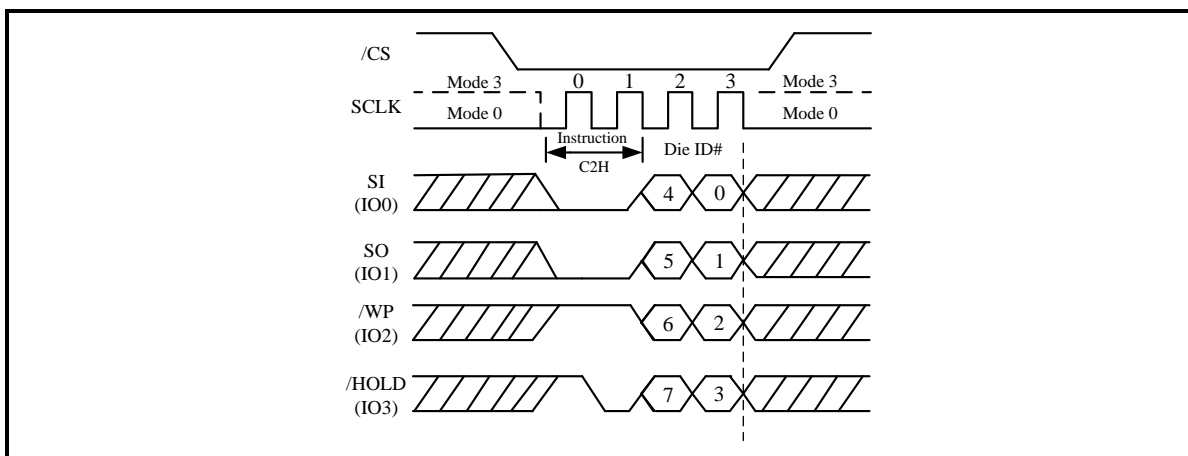 /CS
0 1 2 3
Mode 3 Mode 3
SCLK
Mode 0 Mode 0
Instruction Die ID#
C2H
SI
(IO0)
4 0
SO
(IO1)
5 1
/WP
(IO2)
6 2
/HOLD
(IO3)
7 3